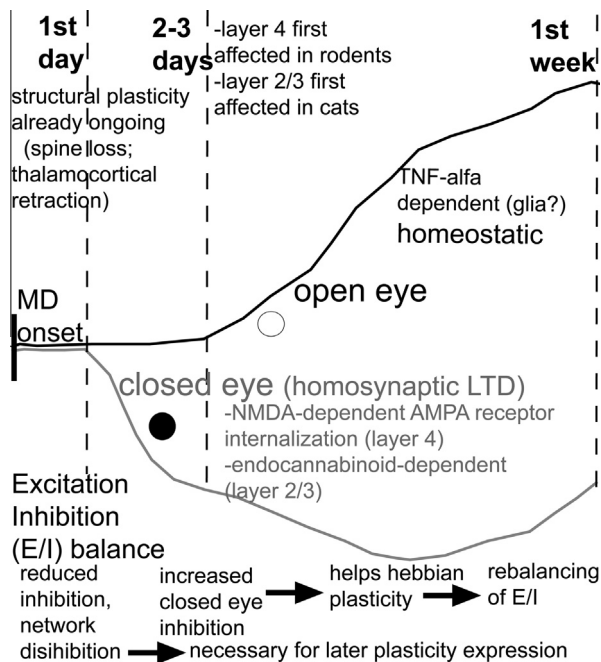 1st
day
2-3
days
-layer 4 first
affected in rodents
-layer 2/3 first
affected in cats
1st
week
structural plasticity
already ongoing
(spine loss;
thalamocortical
retraction)
TNF-alfa
dependent (glia?)
homeostatic
open eye
MD
onset
closed eye (homosynaptic LTD)
-NMDA-dependent AMPA receptor
internalization (layer 4)
-endocannabinoid-dependent
(layer 2/3)
Excitation
Inhibition
(E/I) balance
reduced
inhibition,
network
disihibition
increased
closed eye
inhibition
helps hebbian
plasticity
rebalancing
of E/I
necessary for later plasticity expression